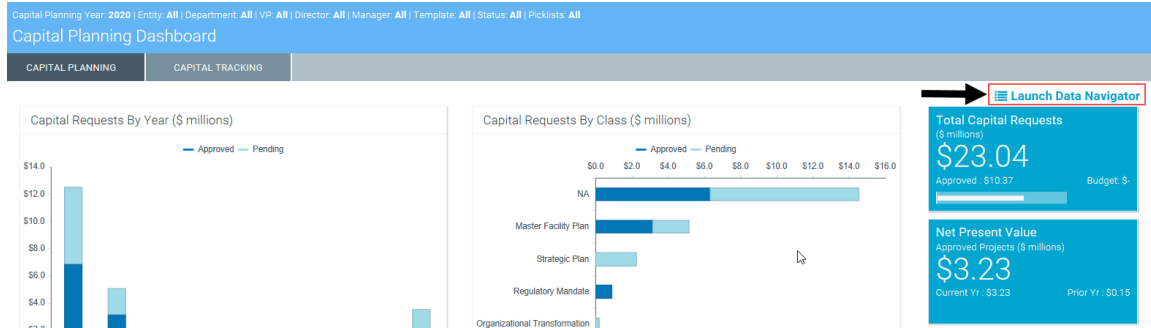 Capital Planning Year: 2020 | Entity: All | Department: All | VP: All | Director: All | Manager: All | Template: All | Status: All | Picklists: All
Capital Planning Dashboard
CAPITAL PLANNING CAPITAL TRACKING
Launch Data Navigator
Capital Requests By Year ($ millions)
Approved Pending
$14.0
$12.0
$10.0
$8.0
$6.0
$4.0
$2.0
Capital Requests By Class ($ millions)
Approved Pending
$0.0 $2.0 $4.0 $6.0 $8.0 $10.0 $12.0 $14.0 $16.0
NA
Master Facility Plan
Strategic Plan
Regulatory Mandate
Organizational Transformation
Total Capital Requests
($ millions)
$23.04
Approved : $10.37 Budget: $-
Net Present Value
Approved Projects ($ millions)
$3.23
Current Yr : $3.23 Prior Yr : $0.15